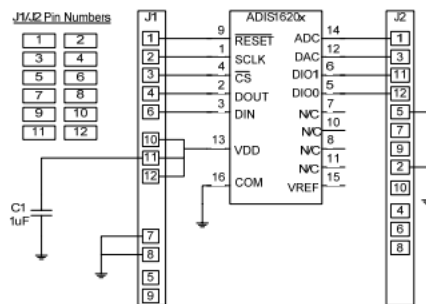 J1/J2 Pin Numbers
1 2
3 4
5 6
7 8
9 10
11 12
C1
1uF
J1
1
2
3
4
6
10
11
12
7
8
5
9
ADIS1620x
9 RESET
1 SCLK
4 CS
2 DOUT
3 DIN
13 VDD
16 COM
ADC 14
DAC 12
DIO1 6
DIO0 5
N/C 7
N/C 10
N/C 8
N/C 11
VREF 15
J2
1
3
11
12
5
7
9
2
10
4
6
8